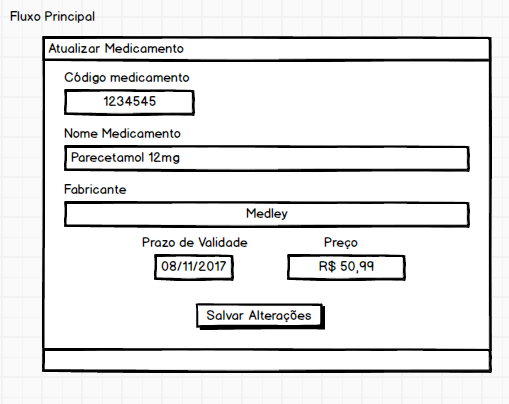 Fluxo Principal
Atualizar Medicamento
Código medicamento
1234545
Nome Medicamento
Parecetamol 12mg
Fabricante
Medley
Prazo de Validade Preço
08/11/2017 R$ 50,99
Salvar Alterações